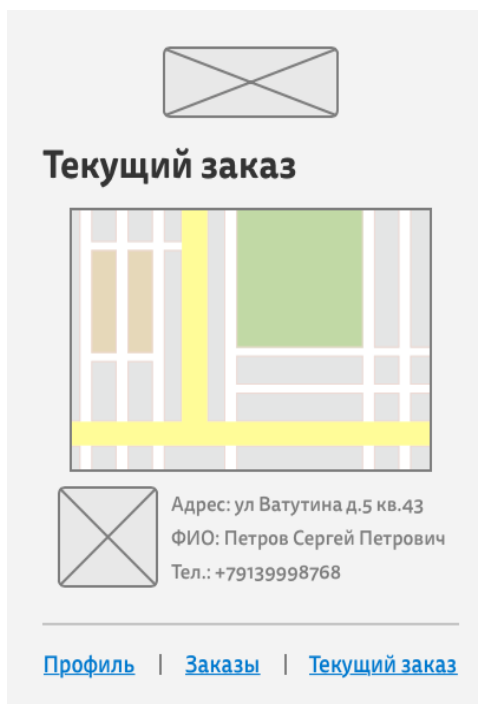 Текущий заказ
Адрес: ул Ватутина д.5 кв.43
ФИО: Петров Сергей Петрович
Тел.: +79139998768
Профиль | Заказы | Текущий заказ